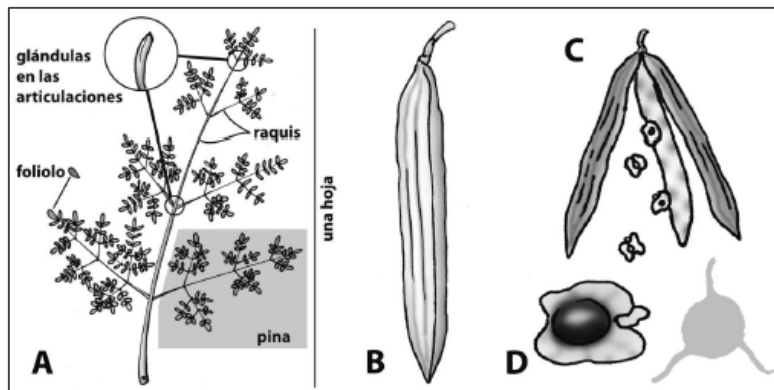 glándulas
en las
articulaciones
raquis
foliolo
una hoja
pina
A
B
C
D